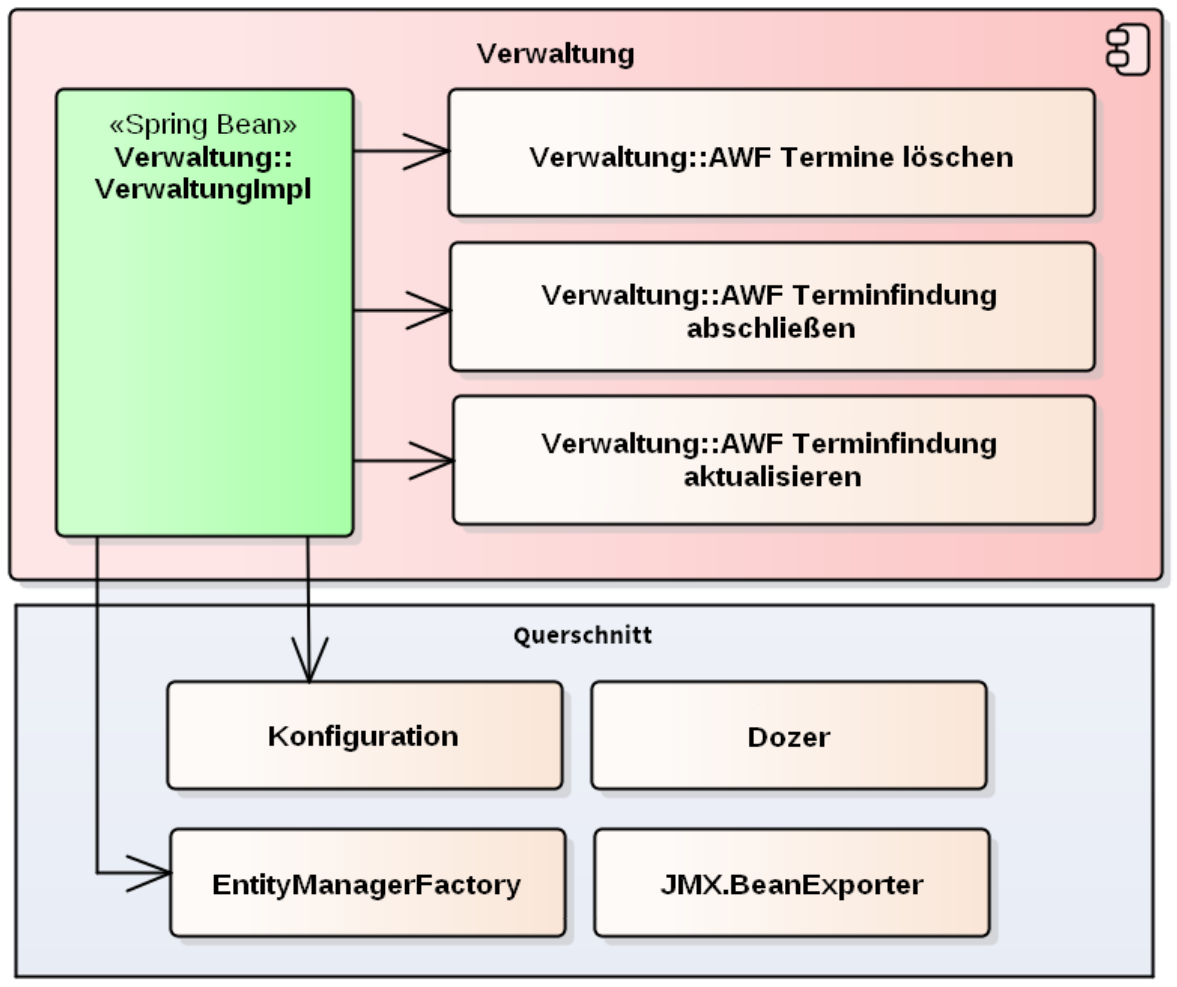 Verwaltung
«Spring Bean»
Verwaltung::
VerwaltungImpl
Verwaltung::AWF Termine löschen
Verwaltung::AWF Terminfindung
abschließen
Verwaltung::AWF Terminfindung
aktualisieren
Querschnitt
Konfiguration
Dozer
EntityManagerFactory
JMX.BeanExporter